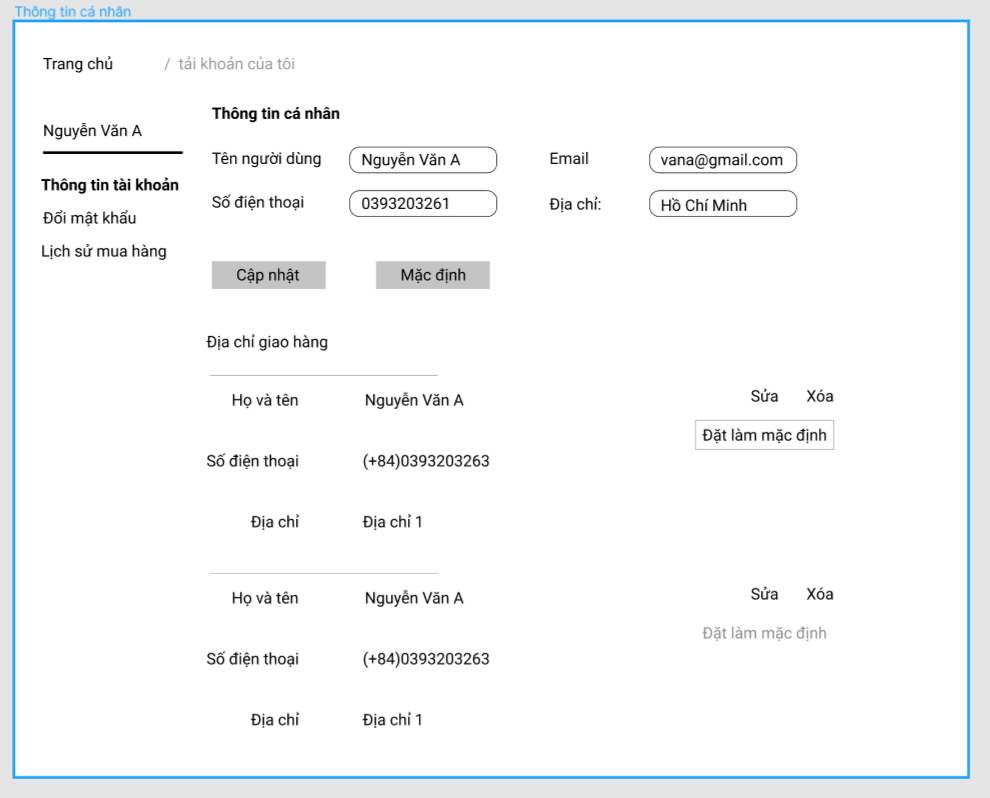 Thông tin cá nhân
Trang chủ / tải khoản của tôi
Nguyễn Văn A
Thông tin tài khoản
Đổi mật khẩu
Lịch sử mua hàng
Thông tin cá nhân
Tên người dùng Nguyễn Văn A Email vana@gmail.com
Số điện thoại 0393203261 Địa chỉ: Hồ Chí Minh
Cập nhật Mặc định
Địa chỉ giao hàng
Họ và tên Nguyễn Văn A Sửa Xóa
Đặt làm mặc định
Số điện thoại (+84)0393203263
Địa chỉ Địa chỉ 1
Họ và tên Nguyễn Văn A Sửa Xóa
Đặt làm mặc định
Số điện thoại (+84)0393203263
Địa chỉ Địa chỉ 1